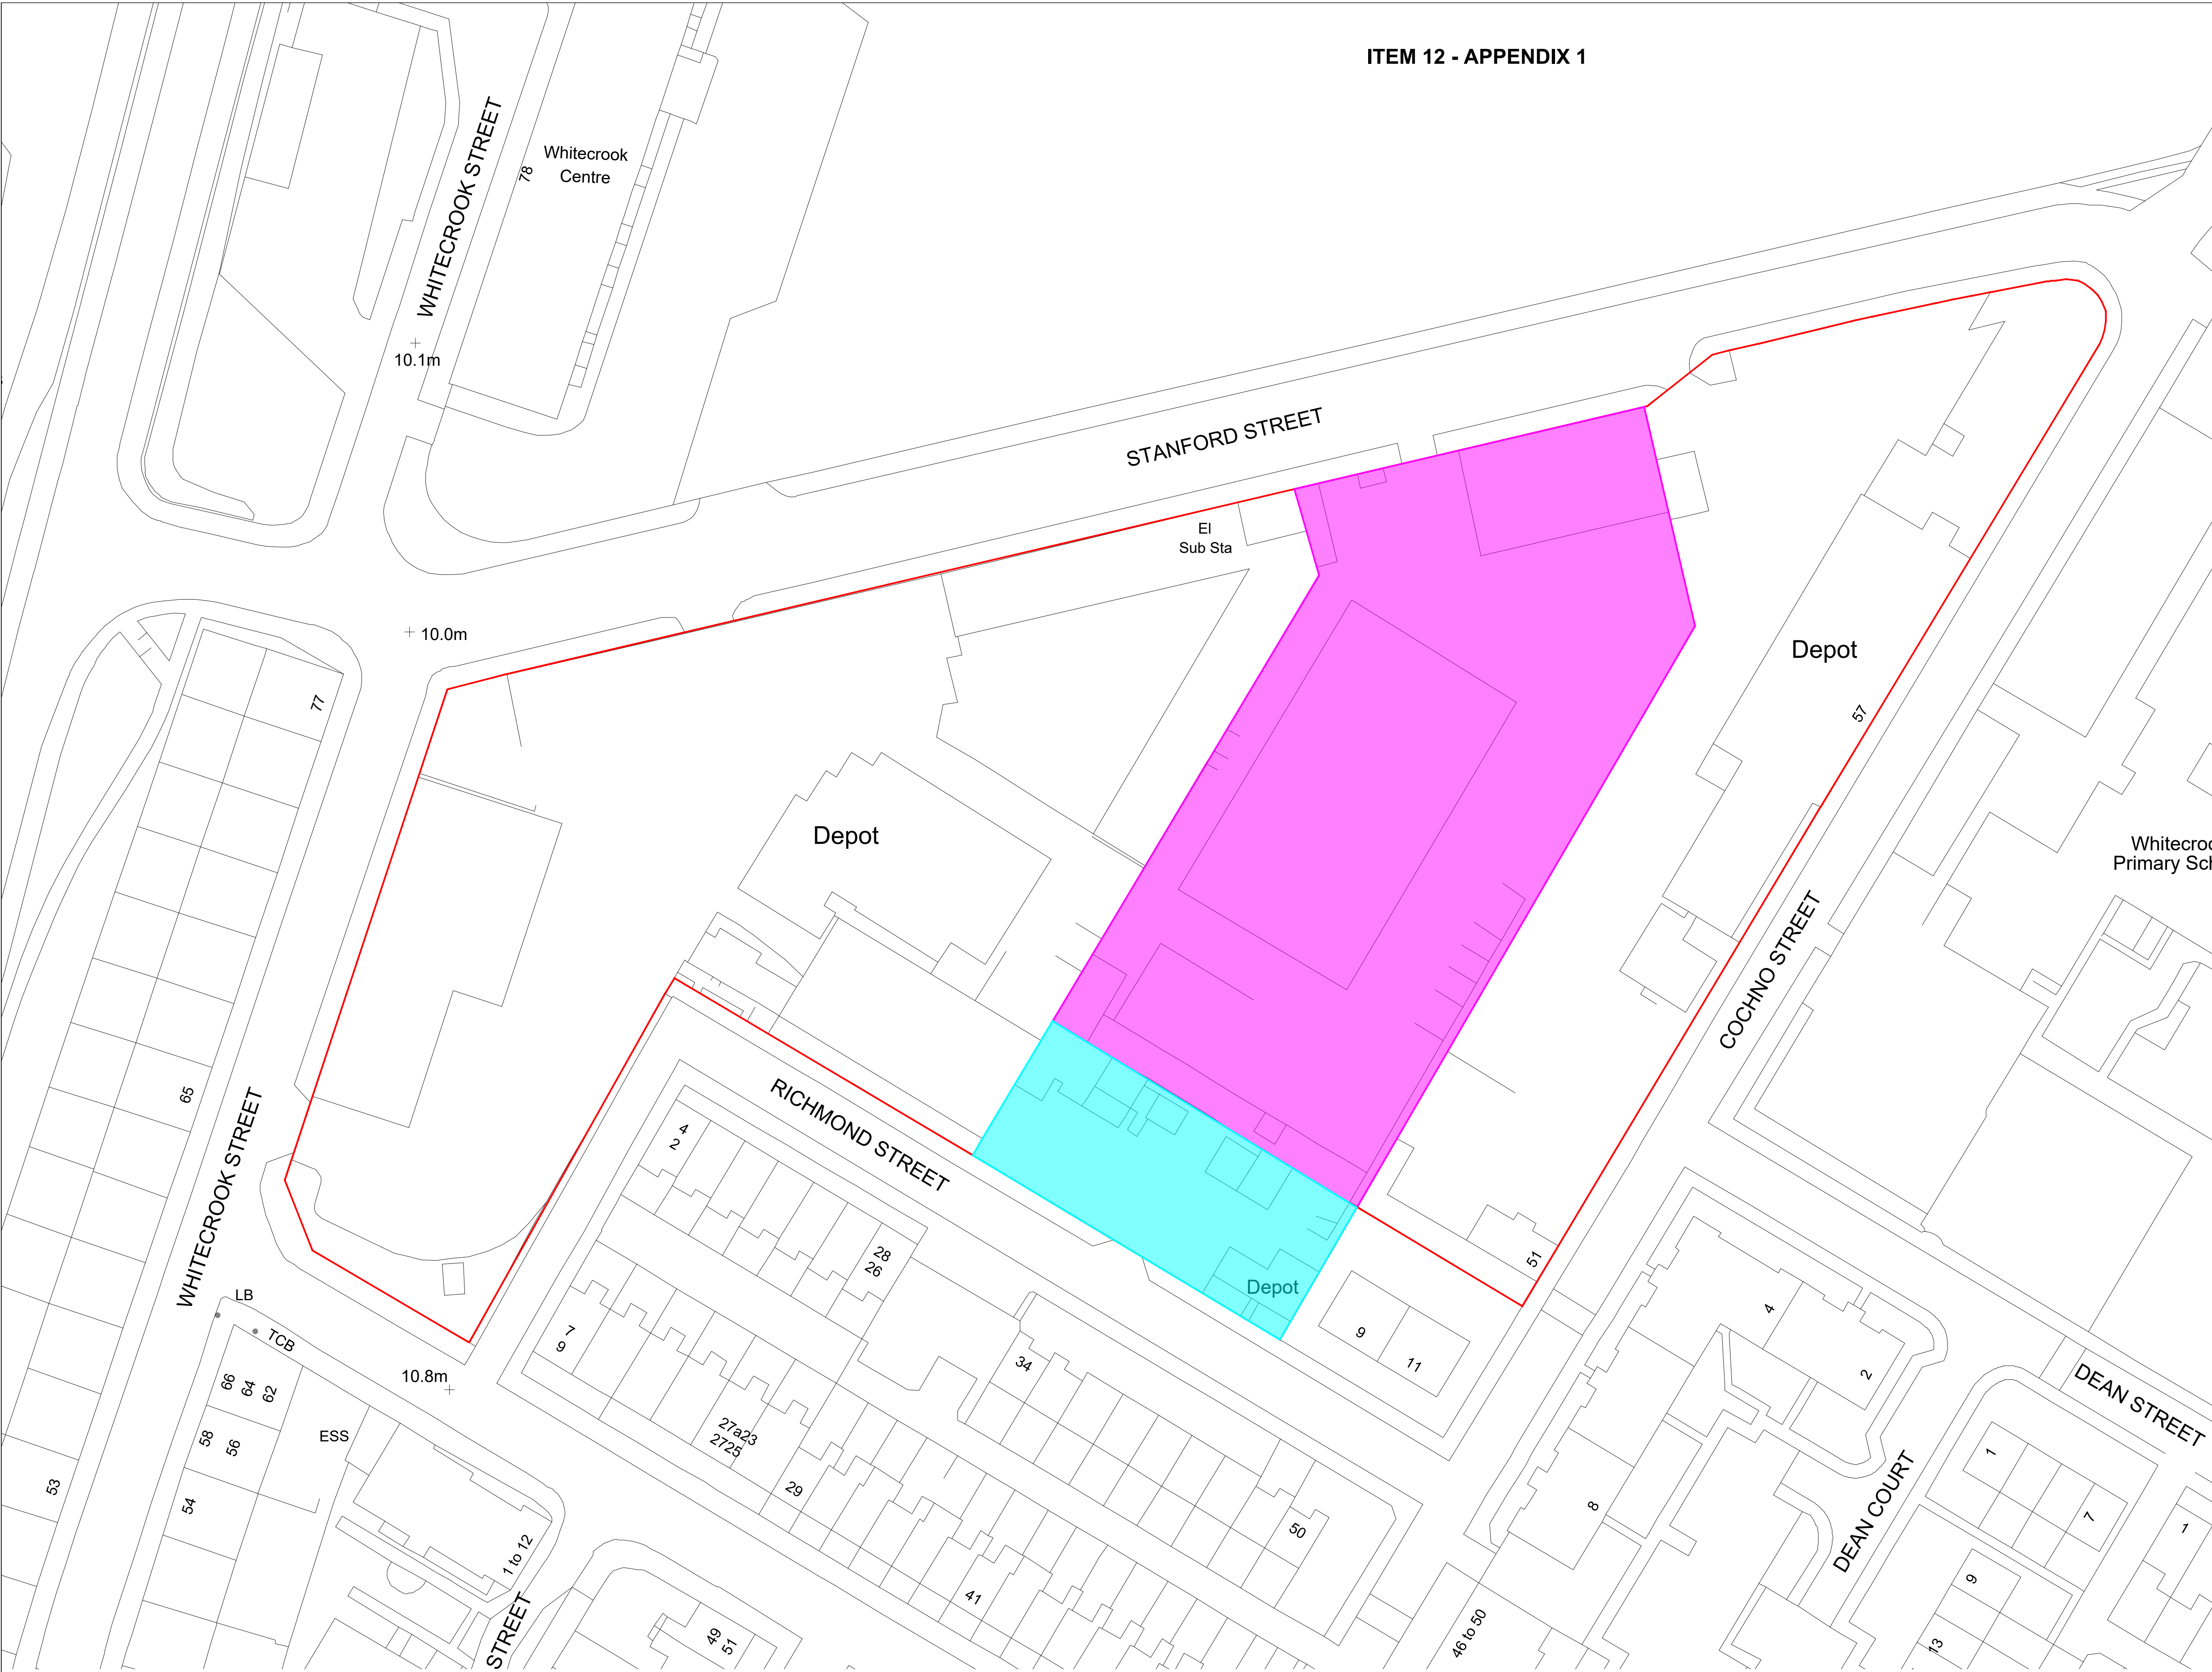 ITEM 12 - APPENDIX 1
WHITECROOK STREET
78
Whitecrook
Centre
10.1m
STANFORD STREET
El
Sub Sta
10.0m
77
Depot
57
Depot
Primary
COCHNO STREET
65
WHITECROOK STREET
RICHMOND STREET
4
2
28
26
Depot
51
9
11
7
9
34
4
2
LB
TCB
10.8m
66
64
62
58
56
ESS
54
53
27a23
2725
29
41
50
8
DEAN STREET
DEAN COURT
1
7
1
9
13
1 to 12
STREET
49
51
46 to 50